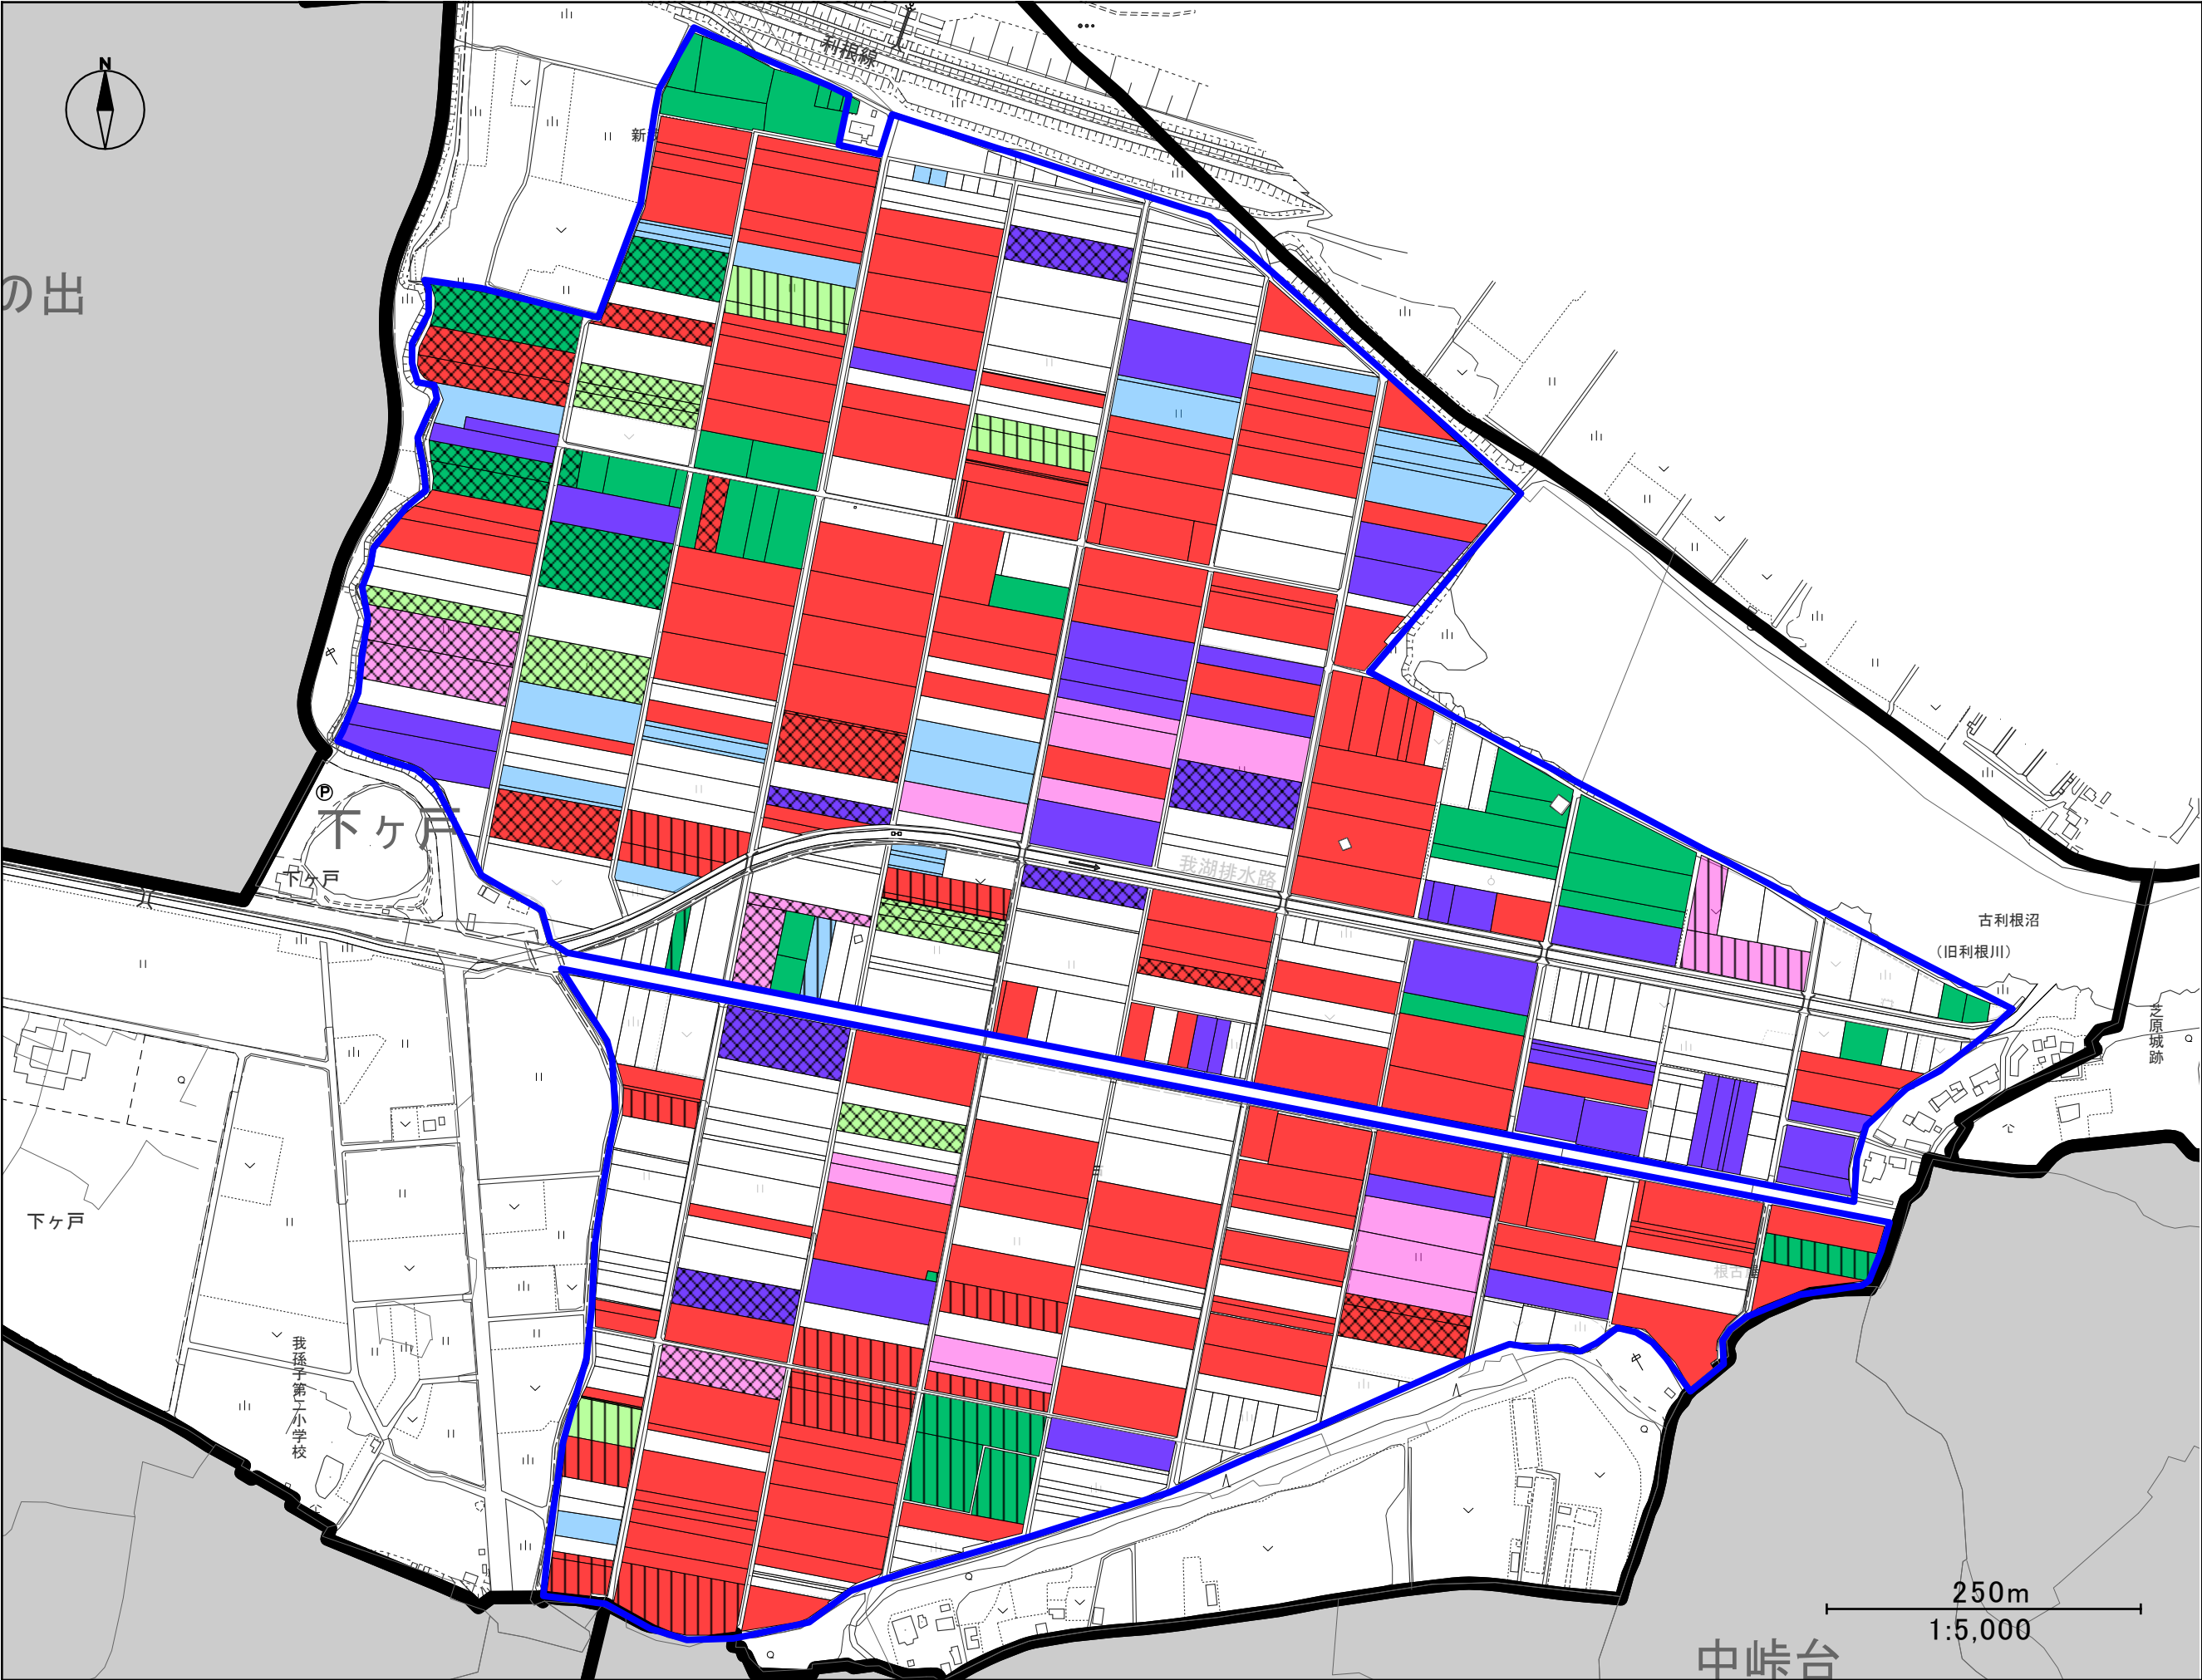 N
利根線
新
の出
P
下ヶ戸
下ヶ戸
我湖排水路
古利根沼
(旧利根川)
芝原城跡
下ヶ戸
根古屋
我孫子第二小学校
250m
1:5,000
中峠台